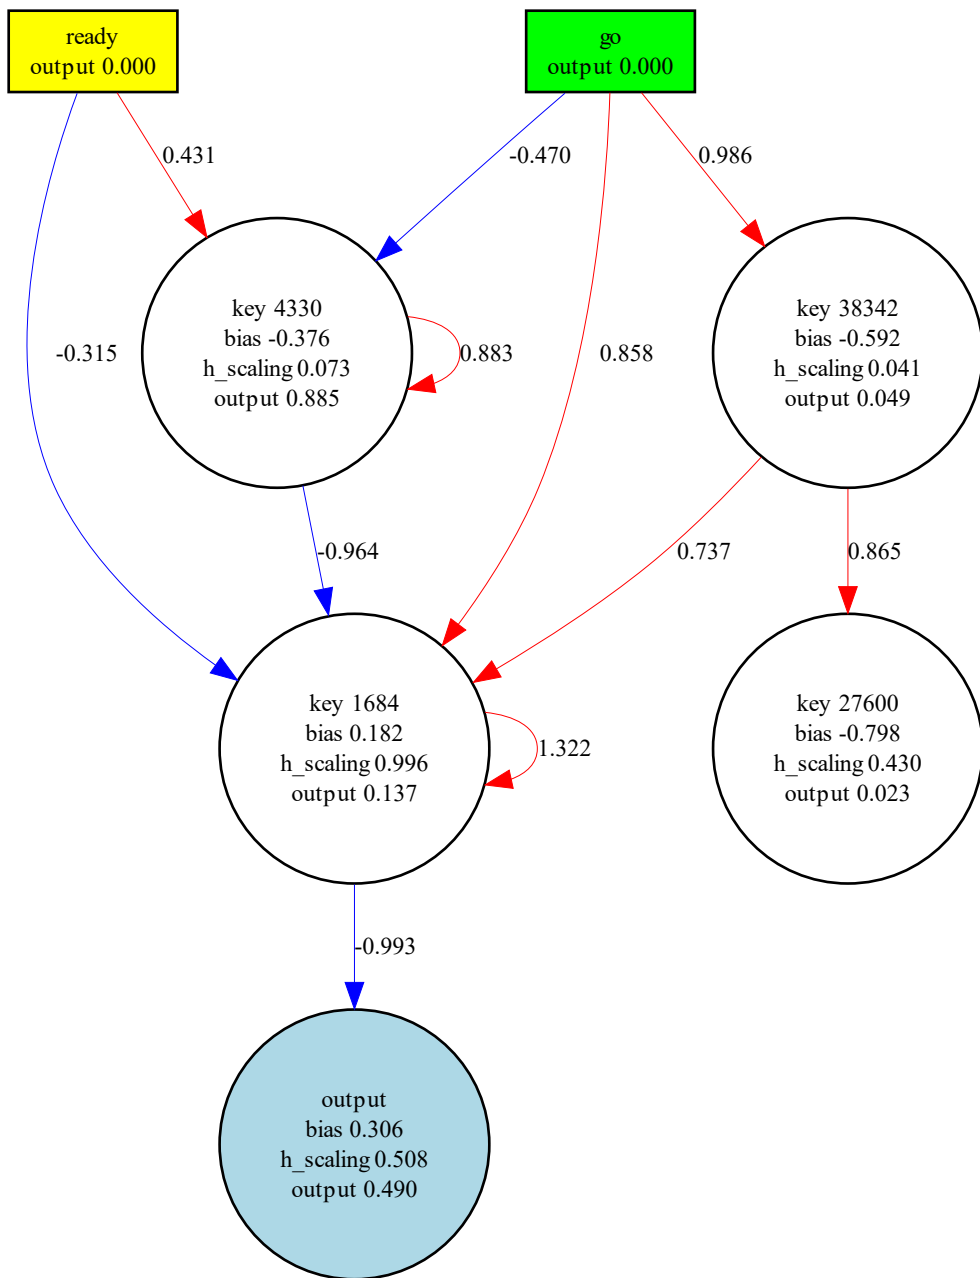 ready
output 0.000
go
output 0.000
0.431
-0.470
0.986
key 4330
bias -0.376
h_scaling 0.073
output 0.885
key 38342
bias -0.592
h_scaling 0.041
output 0.049
-0.315
0.883
0.858
-0.964
0.737
0.865
key 1684
bias 0.182
h_scaling 0.996
output 0.137
1.322
key 27600
bias -0.798
h_scaling 0.430
output 0.023
-0.993
output
bias 0.306
h_scaling 0.508
output 0.490